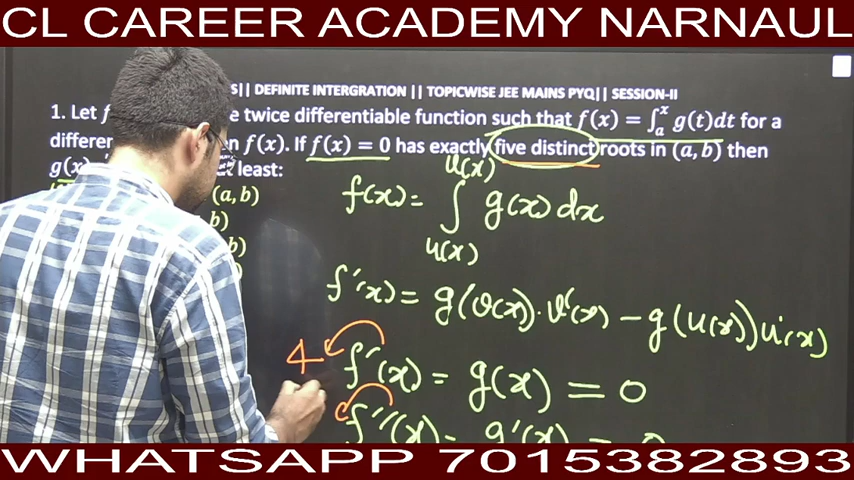 CL CAREER ACADEMY NARNAUL
S|| DEFINITE INTERGRATION || TOPICWISE JEE MAINS PYQ|| SESSION-II
1. Let f e twice differentiable function such that f(x) = ∫ₐˣ g(t)dt for a
differen n f(x). If f(x) = 0 has exactly five distinct roots in (a, b) then
g(x) least:
(a, b)
b)
b)
f(x) = ∫ g(x) dx
v(x)
u(x)
f'(x) = g(v(x)).v'(x) - g(u(x))u'(x)
4 f'(x) = g(x) = 0
f''(x) = g'(x) = 0
WHATSAPP 7015382893